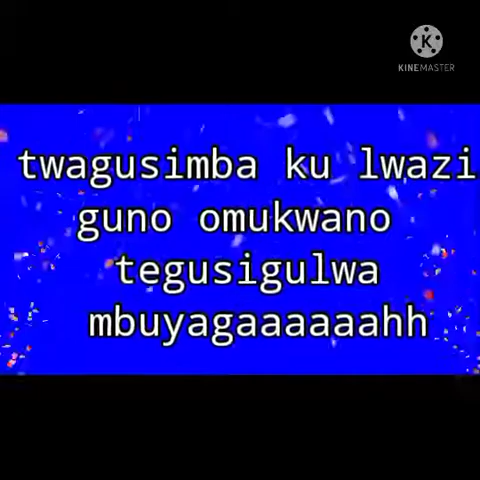 KINEMASTER
twagusimba ku lwazi
guno omukwano
tegusigulwa
mbuyagaaaaaahh